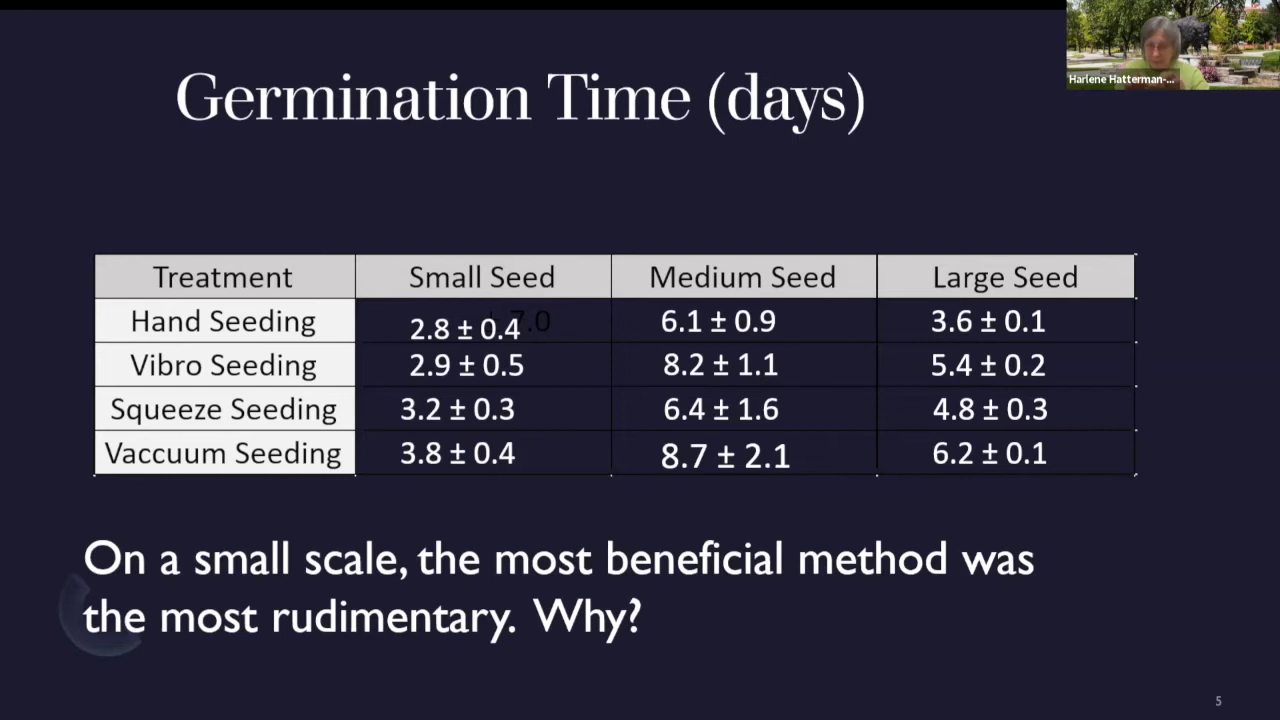 Harlene Hatterman-...
Germination Time (days)
Treatment Small Seed Medium Seed Large Seed
Hand Seeding 2.8 ± 0.4 7.0 6.1 ± 0.9 3.6 ± 0.1
Vibro Seeding 2.9 ± 0.5 8.2 ± 1.1 5.4 ± 0.2
Squeeze Seeding 3.2 ± 0.3 6.4 ± 1.6 4.8 ± 0.3
Vaccuum Seeding 3.8 ± 0.4 8.7 ± 2.1 6.2 ± 0.1
On a small scale, the most beneficial method was
the most rudimentary. Why?
5